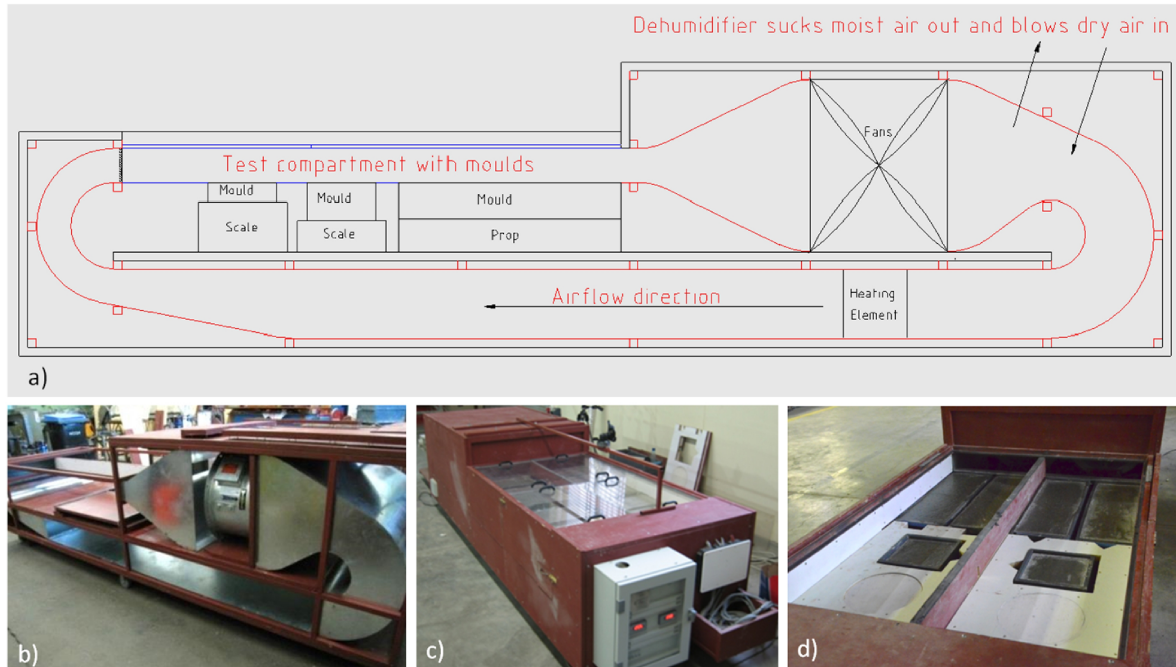 Dehumidifier sucks moist air out and blows dry air in
Fans
Test compartment with moulds
Mould
Mould
Mould
Scale
Scale
Prop
Airflow direction
Heating
Element
a)
b)
c)
d)